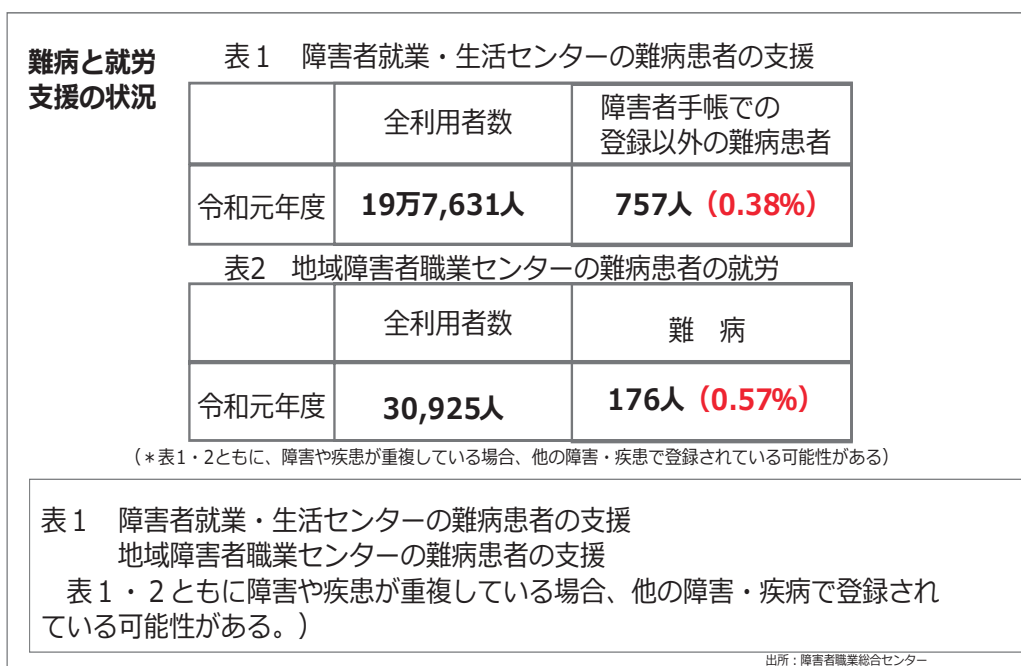 難病と就労
支援の状況
表１　障害者就業・生活センターの難病患者の支援
全利用者数
障害者手帳での
登録以外の難病患者
令和元年度
19万7,631人
757人（0.38%）
表2　地域障害者職業センターの難病患者の就労
全利用者数
難　病
令和元年度
30,925人
176人（0.57%）
（＊表1・2ともに、障害や疾患が重複している場合、他の障害・疾患で登録されている可能性がある）
表１　障害者就業・生活センターの難病患者の支援
地域障害者職業センターの難病患者の支援
表１・２ともに障害や疾患が重複している場合、他の障害・疾病で登録され
ている可能性がある。）
出所：障害者職業総合センター